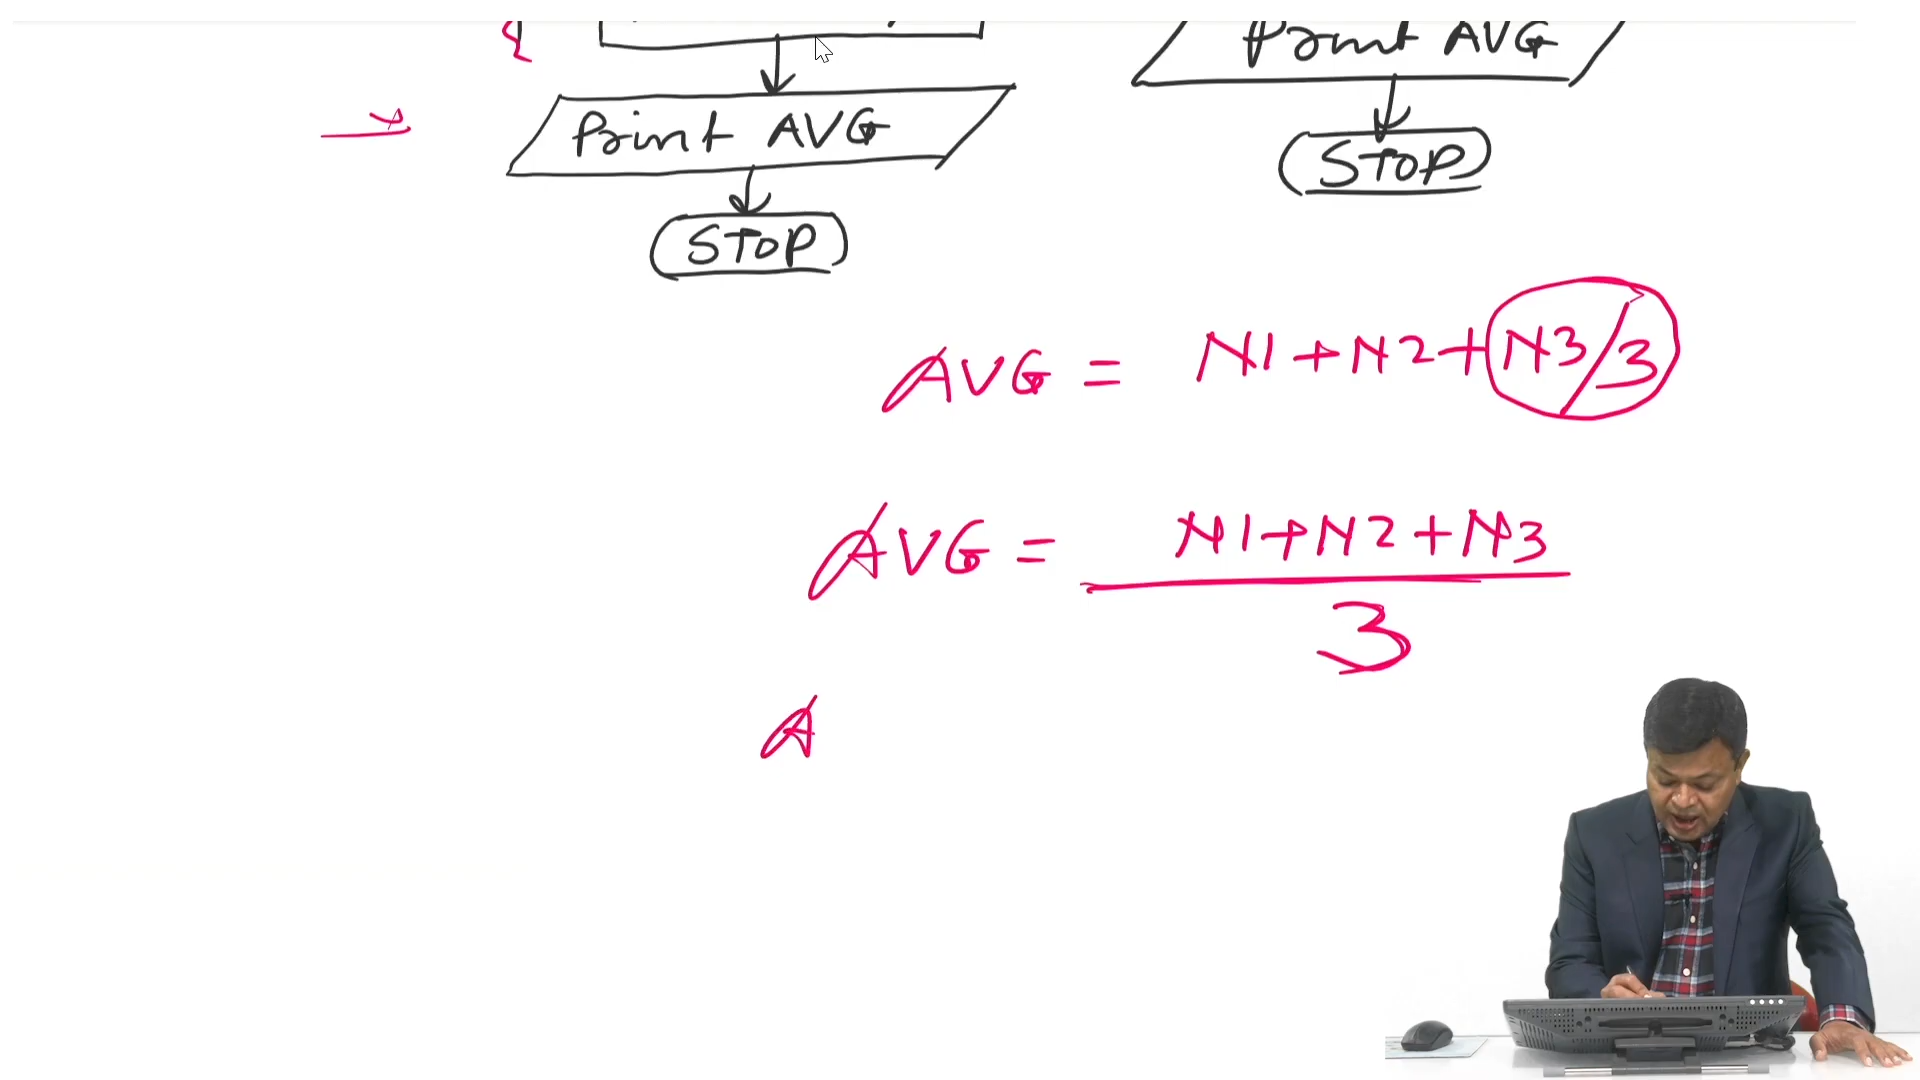 Print AVG
STOP
Print AVG
STOP
AVG = N1+N2+N3/3
AVG = N1+N2+N3
3
A